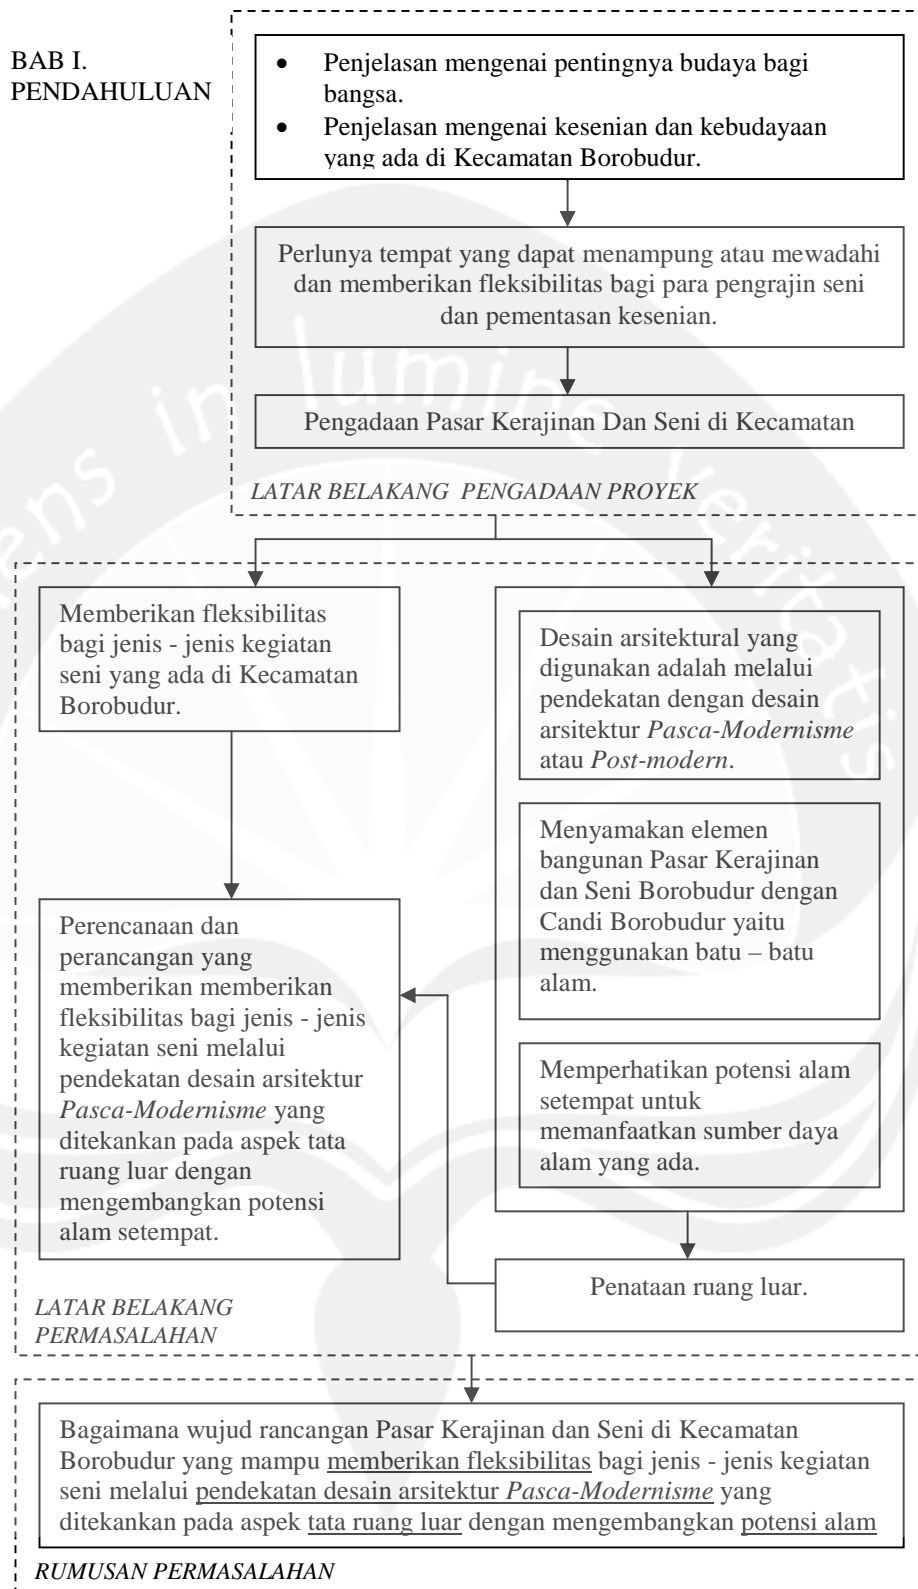 BAB I.
PENDAHULUAN
• Penjelasan mengenai pentingnya budaya bagi
bangsa.
• Penjelasan mengenai kesenian dan kebudayaan
yang ada di Kecamatan Borobudur.
Perlunya tempat yang dapat menampung atau mewadahi
dan memberikan fleksibilitas bagi para pengrajin seni
dan pementasan kesenian.
Pengadaan Pasar Kerajinan Dan Seni di Kecamatan
LATAR BELAKANG PENGADAAN PROYEK
Memberikan fleksibilitas
bagi jenis - jenis kegiatan
seni yang ada di Kecamatan
Borobudur.
Perencanaan dan
perancangan yang
memberikan memberikan
fleksibilitas bagi jenis - jenis
kegiatan seni melalui
pendekatan desain arsitektur
Pasca-Modernisme yang
ditekankan pada aspek tata
ruang luar dengan
mengembangkan potensi
alam setempat.
Desain arsitektural yang
digunakan adalah melalui
pendekatan dengan desain
arsitektur Pasca-Modernisme
atau Post-modern.
Menyamakan elemen
bangunan Pasar Kerajinan
dan Seni Borobudur dengan
Candi Borobudur yaitu
menggunakan batu – batu
alam.
Memperhatikan potensi alam
setempat untuk
memanfaatkan sumber daya
alam yang ada.
Penataan ruang luar.
LATAR BELAKANG
PERMASALAHAN
Bagaimana wujud rancangan Pasar Kerajinan dan Seni di Kecamatan
Borobudur yang mampu memberikan fleksibilitas bagi jenis - jenis kegiatan
seni melalui pendekatan desain arsitektur Pasca-Modernisme yang
ditekankan pada aspek tata ruang luar dengan mengembangkan potensi alam
RUMUSAN PERMASALAHAN
ens in lumine veritatis